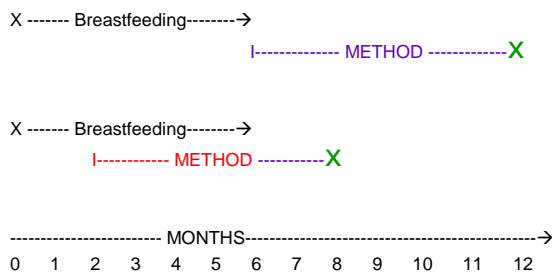 X ------- Breastfeeding--------→
I-------------- METHOD -------------X
X ------- Breastfeeding--------→
I------------ METHOD -----------X
------------------------- MONTHS---------------------------------------------------→
0 1 2 3 4 5 6 7 8 9 10 11 12